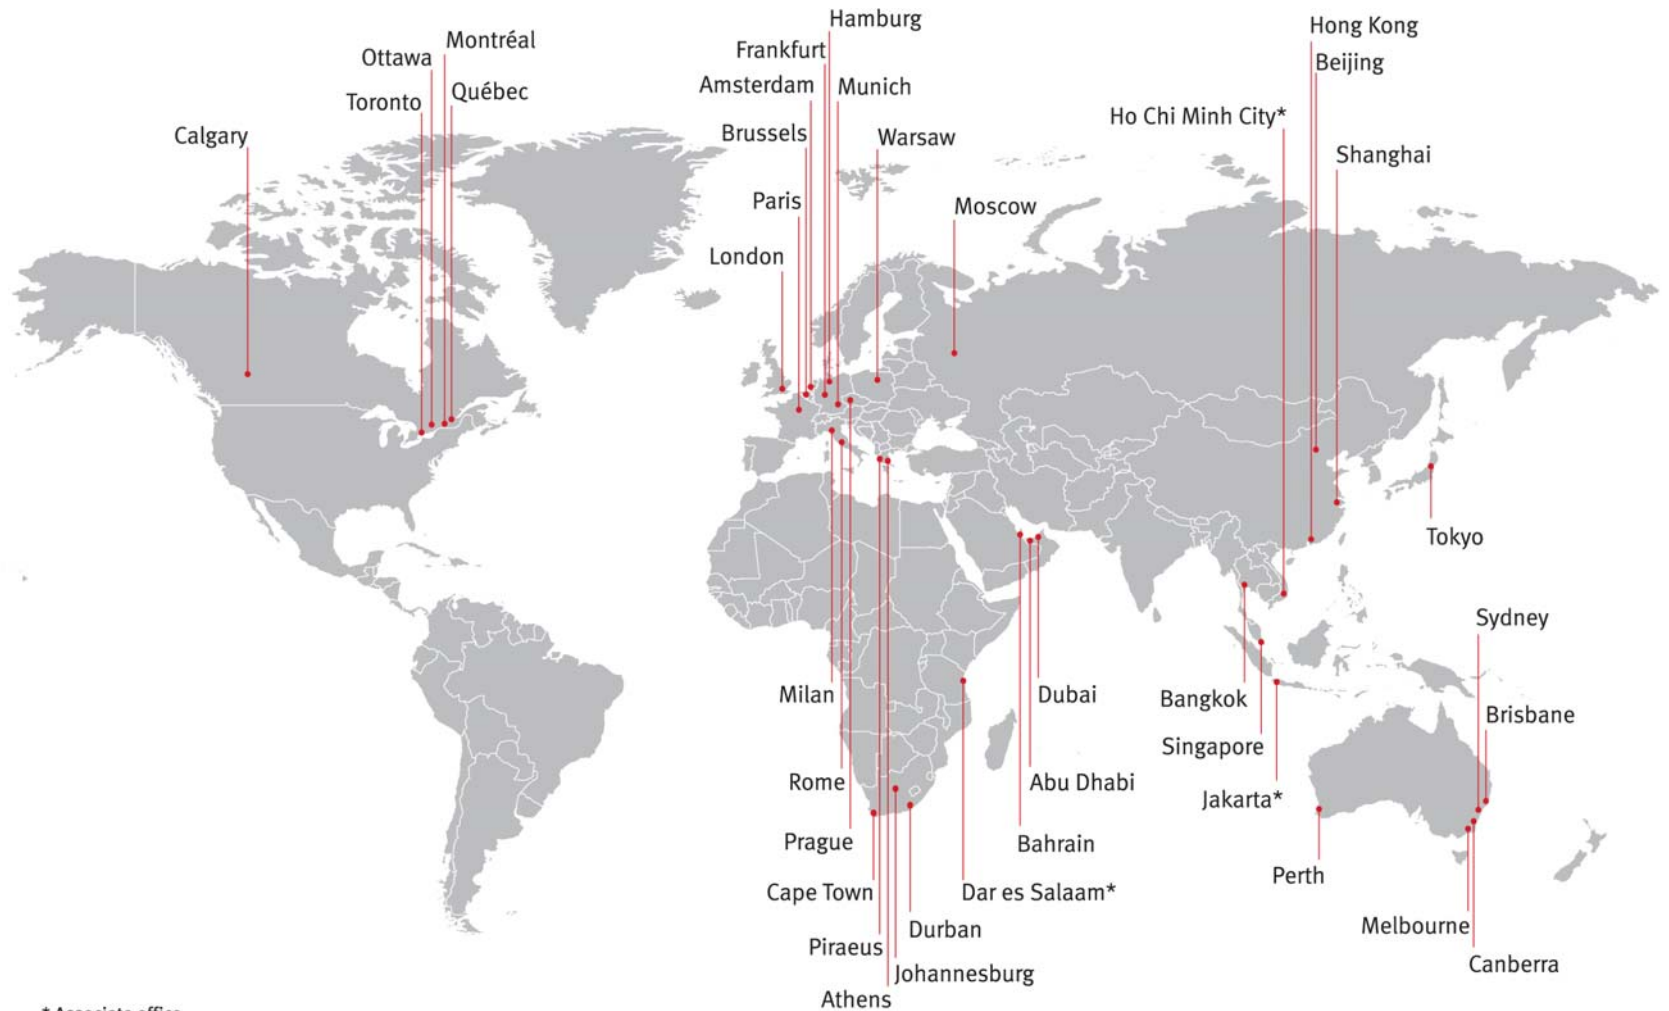 Hamburg
Hong Kong
Montréal
Frankfurt
Ottawa
Beijing
Amsterdam
Munich
Québec
Toronto
Ho Chi Minh City*
Brussels
Calgary
Warsaw
Shanghai
Paris
Moscow
London
Tokyo
Sydney
Milan
Dubai
Bangkok
Brisbane
Singapore
Rome
Abu Dhabi
Jakarta*
Prague
Bahrain
Perth
Cape Town
Dar es Salaam*
Melbourne
Durban
Piraeus
Canberra
Johannesburg
Athens
* Associate office